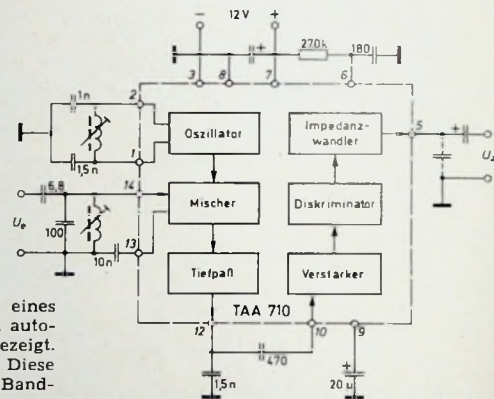 – 12 V +
270k
180
3 8 7 6
1n
2
Oszillator
Impedanz-
wandler
5
1
1,5n
6,8
14
Mischer
Diskriminator
Uₑ
100
13
10n
Tiefpaß
Verstärker
TAA 710
12 10 9
470
1,5n
20µ
eines
auto-
ezeigt.
Diese
Band-